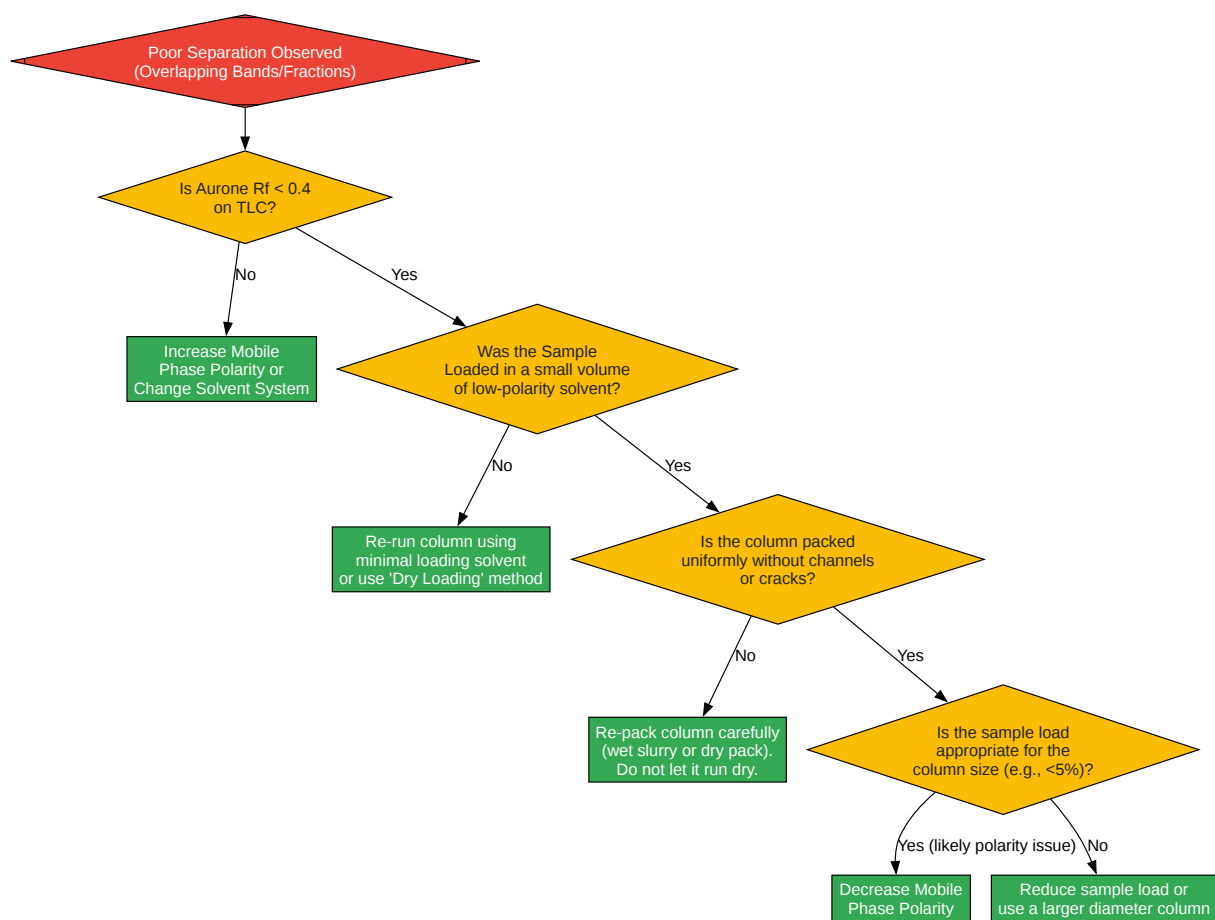 Poor Separation Observed
(Overlapping Bands/Fractions)
Is Aurone Rf < 0.4
on TLC?
No
Yes
Increase Mobile
Phase Polarity or
Change Solvent System
Was the Sample
Loaded in a small volume
of low-polarity solvent?
No
Yes
Re-run column using
minimal loading solvent
or use 'Dry Loading' method
Is the column packed
uniformly without channels
or cracks?
No
Yes
Re-pack column carefully
(wet slurry or dry pack).
Do not let it run dry.
Is the sample load
appropriate for the
column size (e.g., <5%)?
Yes (likely polarity issue)
No
Decrease Mobile
Phase Polarity
Reduce sample load or
use a larger diameter column